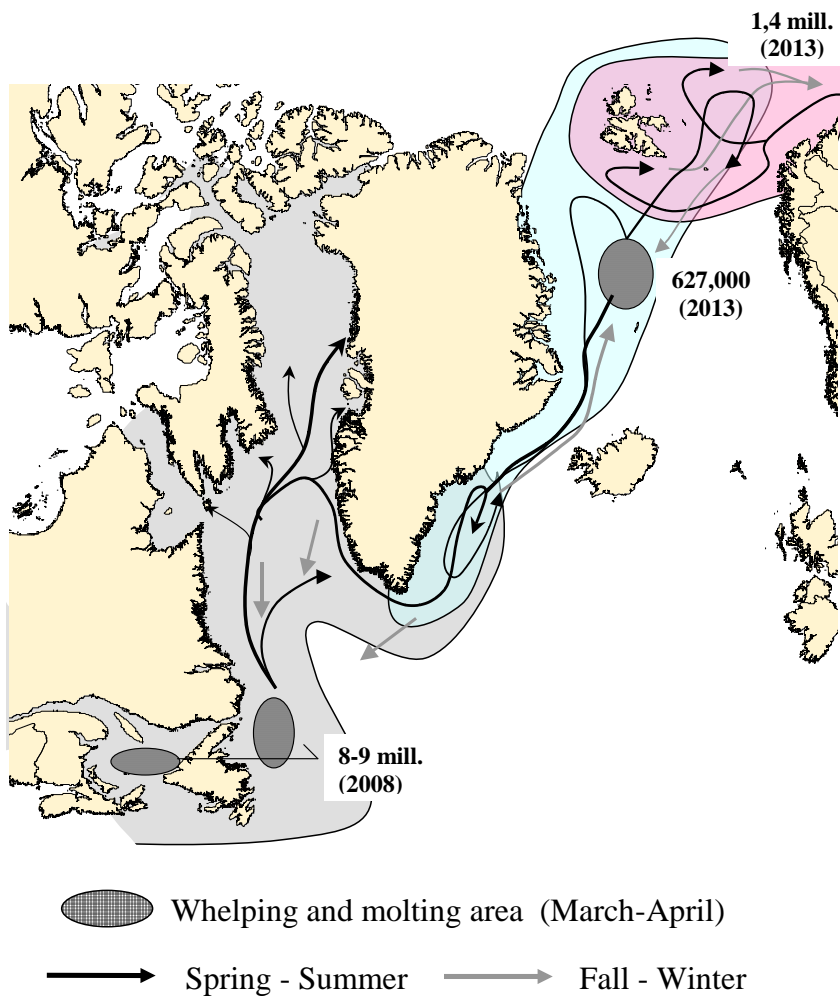 1,4 mill.
(2013)
627,000
(2013)
8-9 mill.
(2008)
Whelping and molting area (March-April)
Spring - Summer
Fall - Winter